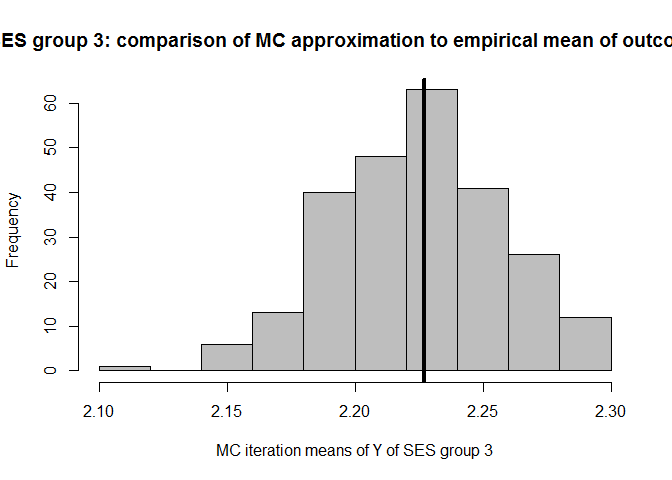 ES group 3: comparison of MC approximation to empirical mean of outco
60
50
40
30
20
10
0
Frequency
2.10 2.15 2.20 2.25 2.30
MC iteration means of Y of SES group 3